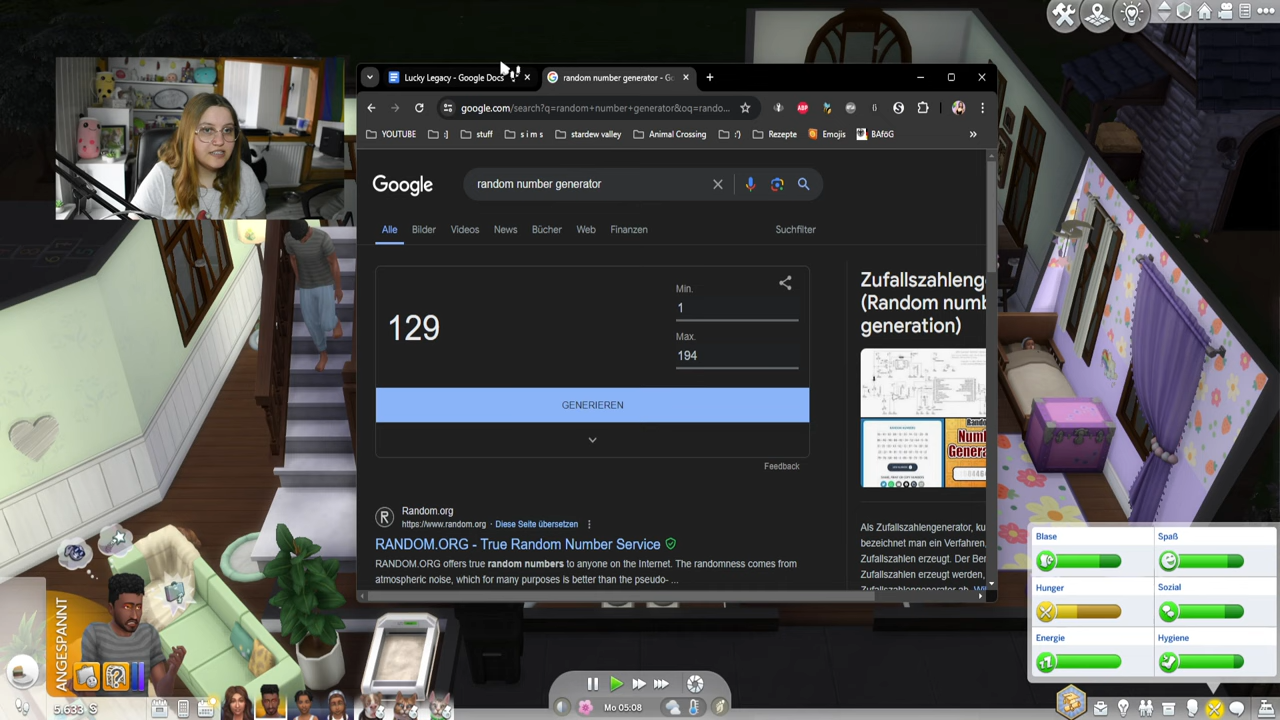 Lucky Legacy - Google Docs
random number generator - Go
google.com/search?q=random+number+generator&oq=rando...
ABP
YOUTUBE
:]
stuff
s i m s
stardew valley
Animal Crossing
:')
Rezepte
Emojis
BAföG
»
Google
random number generator
Alle
Bilder
Videos
News
Bücher
Web
Finanzen
Suchfilter
129
Min.
1
Max.
194
GENERIEREN
Feedback
Zufallszahleng
(Random numb
generation)
Random.org
https://www.random.org · Diese Seite übersetzen
RANDOM.ORG - True Random Number Service
RANDOM.ORG offers true random numbers to anyone on the Internet. The randomness comes from
atmospheric noise, which for many purposes is better than the pseudo- ...
Als Zufallszahlengenerator, ku
bezeichnet man ein Verfahren,
Zufallszahlen erzeugt. Der Ber
Zufallszahlen erzeugt werden,
Blase
Spaß
Hunger
Sozial
Energie
Hygiene
ANGESPANNT
5.633 §
Mo 05:08